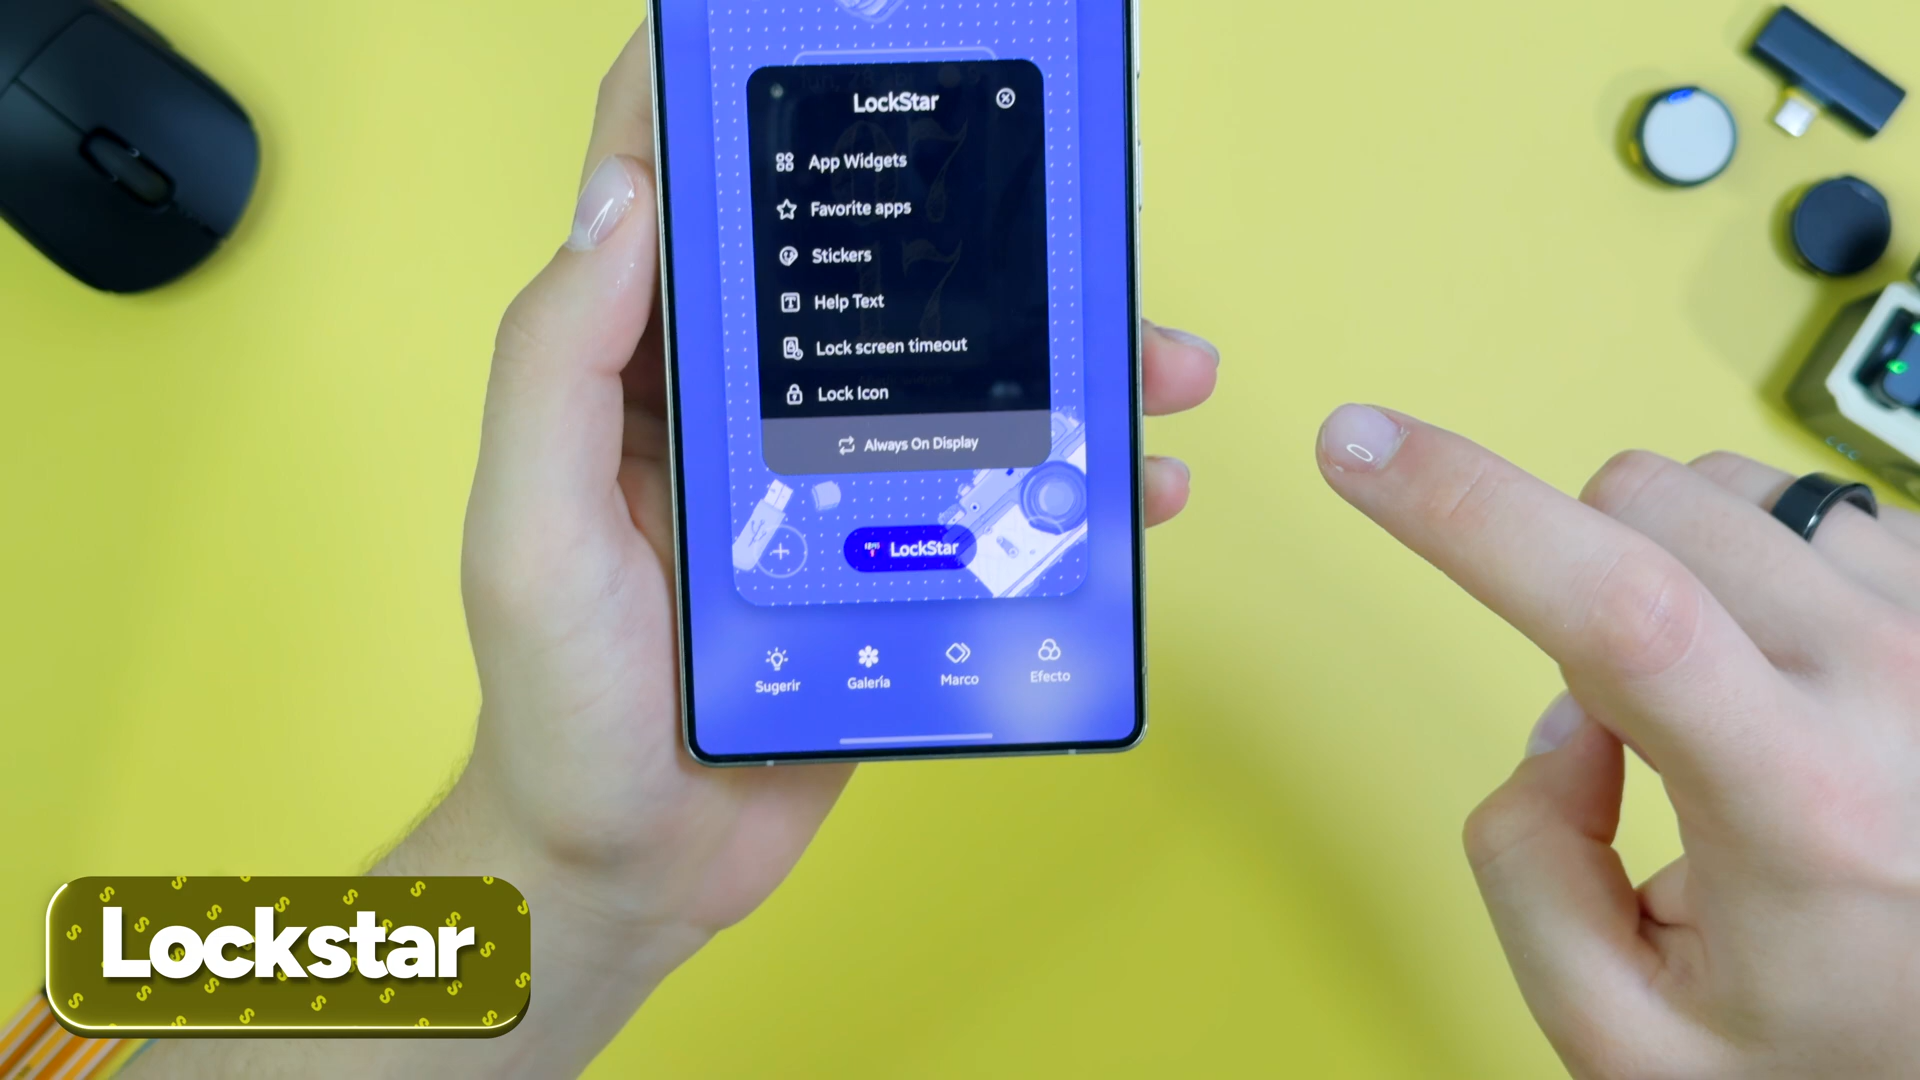 LockStar
App Widgets
Favorite apps
Stickers
Help Text
Lock screen timeout
Lock Icon
Always On Display
LockStar
Sugerir
Galería
Marco
Efecto
Lockstar